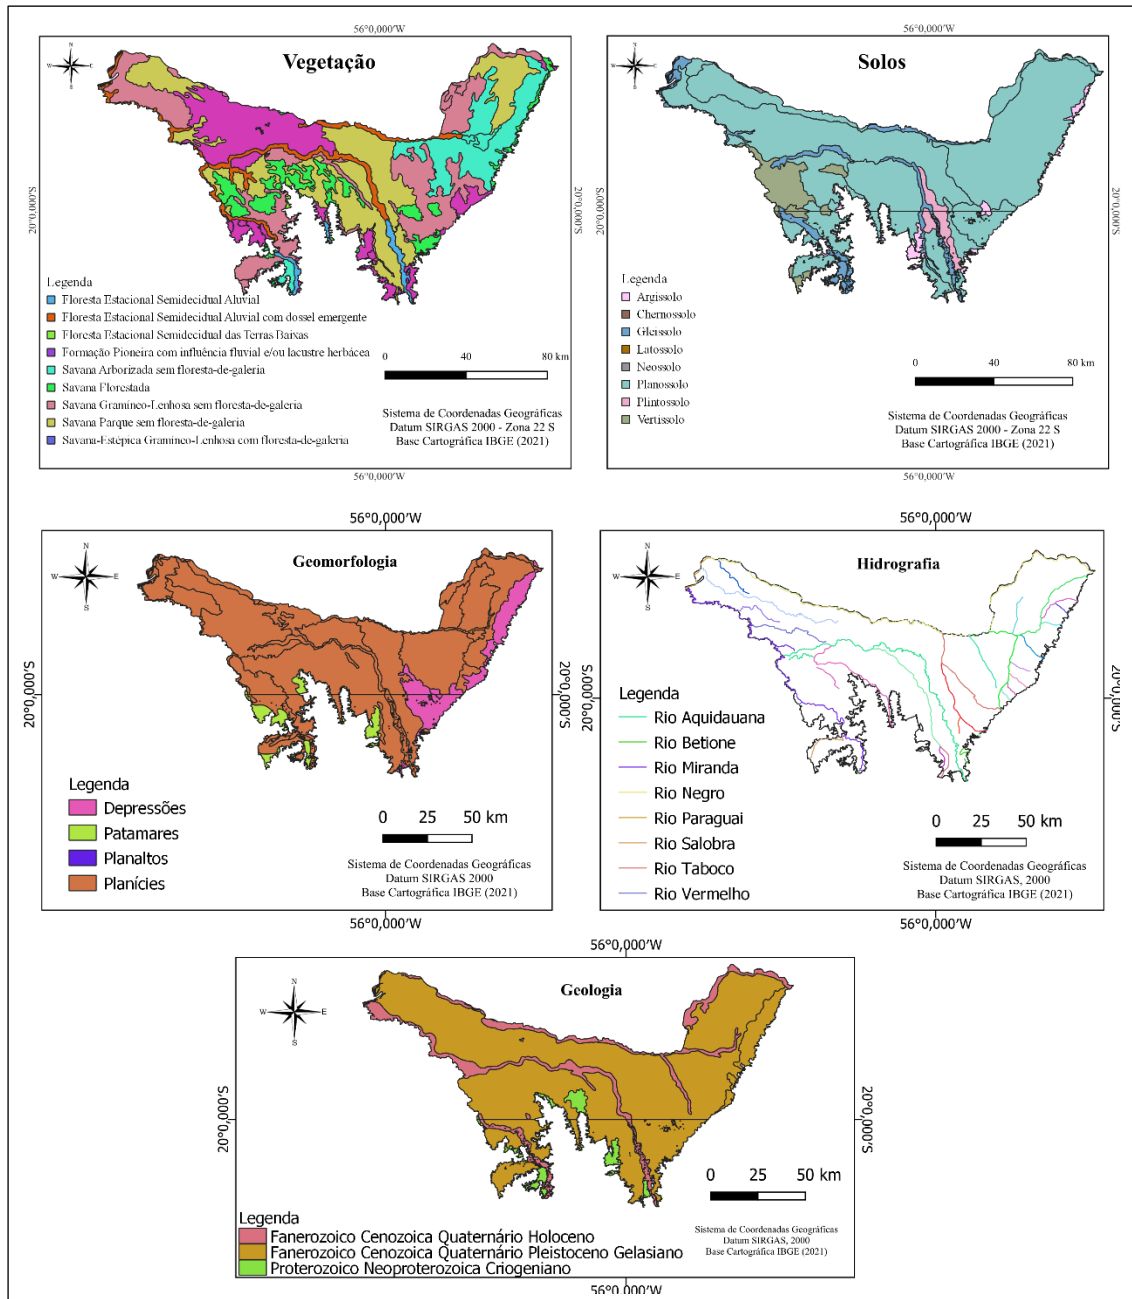 56°0,000'W
Vegetação
N
W E
S
20°0,000'S
20°0,000'S
Legenda
Floresta Estacional Semidecidual Aluvial
Floresta Estacional Semidecidual Aluvial com dossel emergente
Floresta Estacional Semidecidual das Terras Baixas
Formação Pioneira com influência fluvial e/ou lacustre herbácea
Savana Arborizada sem floresta-de-galeria
Savana Florestada
Savana Gramíneo-Lenhosa sem floresta-de-galeria
Savana Parque sem floresta-de-galeria
Savana-Estépica Gramíneo-Lenhosa com floresta-de-galeria
0 40 80 km
Sistema de Coordenadas Geográficas
Datum SIRGAS 2000 - Zona 22 S
Base Cartográfica IBGE (2021)
56°0,000'W
56°0,000'W
Solos
N
W E
S
20°0,000'S
20°0,000'S
Legenda
Argissolo
Chernossolo
Gleissolo
Latossolo
Neossolo
Planossolo
Plintossolo
Vertissolo
0 40 80 km
Sistema de Coordenadas Geográficas
Datum SIRGAS 2000 - Zona 22 S
Base Cartográfica IBGE (2021)
56°0,000'W
56°0,000'W
Geomorfologia
N
W E
S
20°0,000'S
20°0,000'S
Legenda
Depressões
Patamares
Planaltos
Planícies
0 25 50 km
Sistema de Coordenadas Geográficas
Datum SIRGAS 2000
Base Cartográfica IBGE (2021)
56°0,000'W
56°0,000'W
Hidrografia
N
W E
S
20°0,000'S
20°0,000'S
Legenda
Rio Aquidauana
Rio Betione
Rio Miranda
Rio Negro
Rio Paraguai
Rio Salobra
Rio Taboco
Rio Vermelho
0 25 50 km
Sistema de Coordenadas Geográficas
Datum SIRGAS, 2000
Base Cartográfica IBGE (2021)
56°0,000'W
56°0,000'W
Geologia
N
W E
S
20°0,000'S
20°0,000'S
Legenda
Fanerozoico Cenozoica Quaternário Holoceno
Fanerozoico Cenozoica Quaternário Pleistoceno Gelasiano
Proterozoico Neoproterozoica Criogeniano
0 25 50 km
Sistema de Coordenadas Geográficas
Datum SIRGAS, 2000
Base Cartográfica IBGE (2021)
56°0,000'W